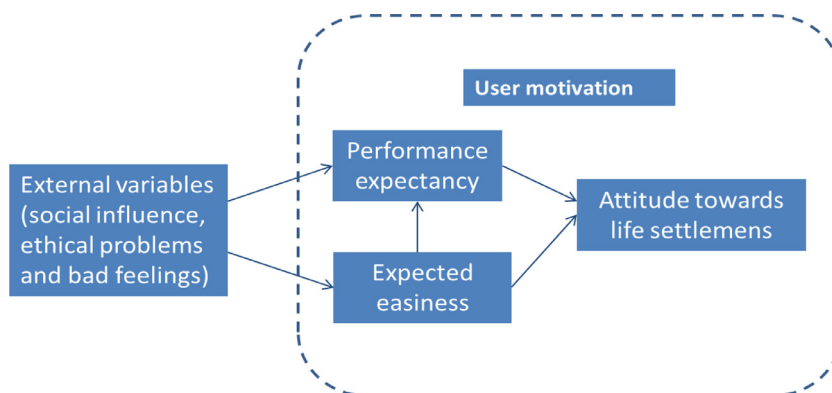 User motivation
External variables
(social influence,
ethical problems
and bad feelings)
Performance
expectancy
Expected
easiness
Attitude towards
life settlemens